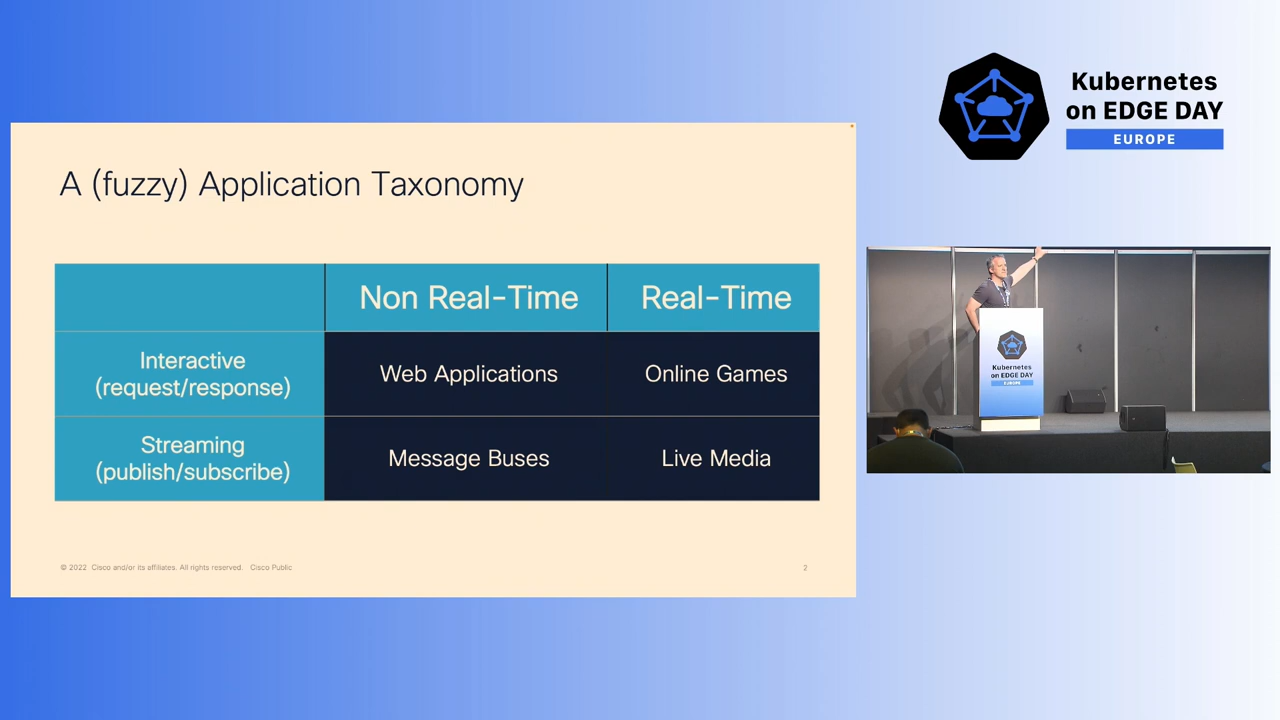 Kubernetes
on EDGE DAY
EUROPE
A (fuzzy) Application Taxonomy
Non Real-Time
Real-Time
Interactive
(request/response)
Web Applications
Online Games
Streaming
(publish/subscribe)
Message Buses
Live Media
© 2022 Cisco and/or its affiliates. All rights reserved. Cisco Public
2
Kubernetes
on EDGE DAY
EUROPE